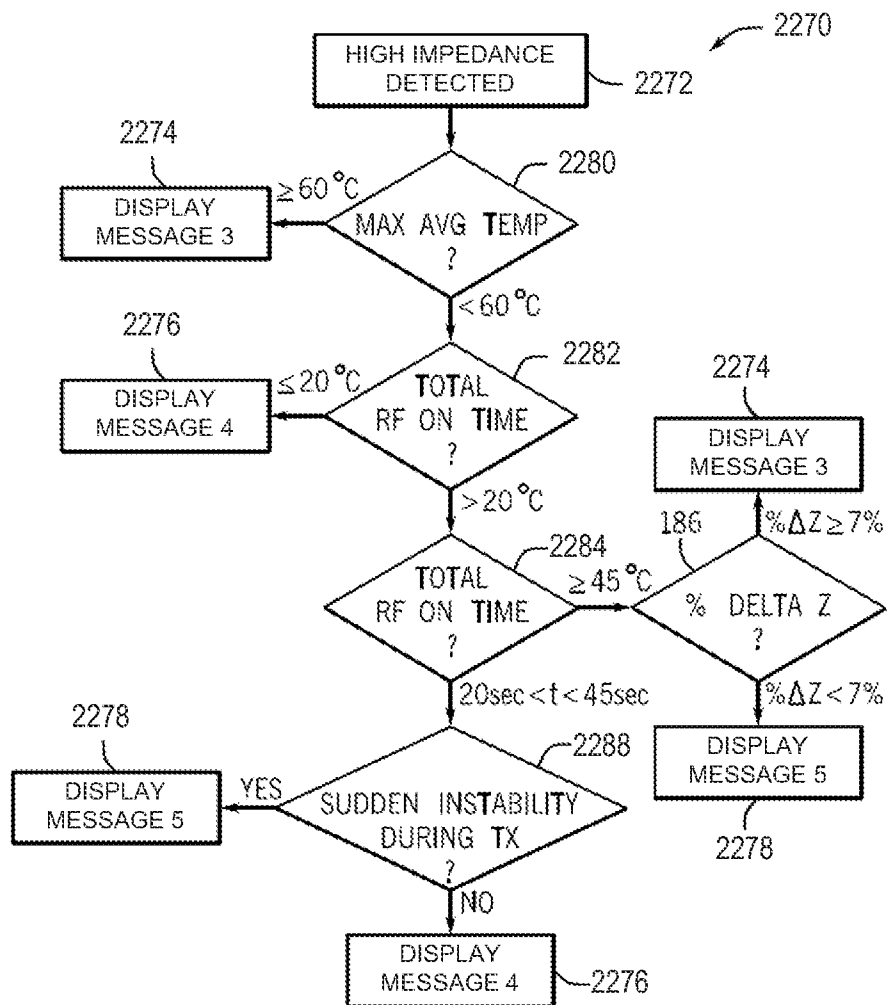 2270
HIGH IMPEDANCE
DETECTED
2272
2274
2280
≥60°C
DISPLAY
MESSAGE 3
MAX AVG TEMP
?
<60°C
2276
2282
2274
≤20°C
DISPLAY
MESSAGE 4
TOTAL
RF ON TIME
?
DISPLAY
MESSAGE 3
>20°C
186
%ΔZ≥7%
2284
≥45°C
TOTAL
RF ON TIME
?
% DELTA Z
?
20sec<t<45sec
%ΔZ<7%
2278
2288
DISPLAY
MESSAGE 5
YES
DISPLAY
MESSAGE 5
SUDDEN INSTABILITY
DURING TX
?
2278
NO
DISPLAY
MESSAGE 4
2276